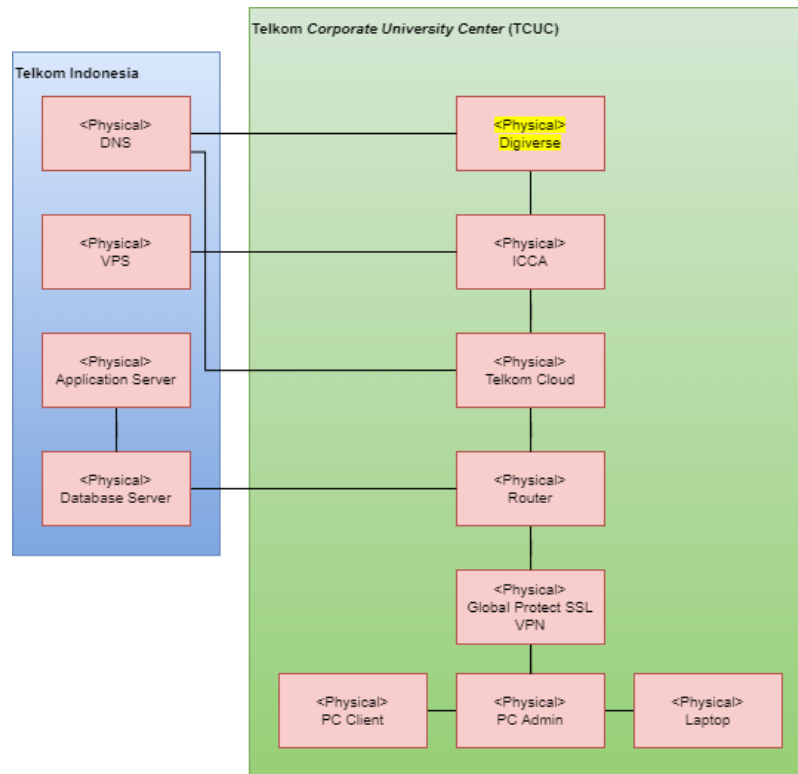 Telkom Corporate University Center (TCUC)
Telkom Indonesia
<Physical>
DNS
<Physical>
Digiverse
<Physical>
VPS
<Physical>
ICCA
<Physical>
Application Server
<Physical>
Telkom Cloud
<Physical>
Database Server
<Physical>
Router
<Physical>
Global Protect SSL
VPN
<Physical>
PC Client
<Physical>
PC Admin
<Physical>
Laptop